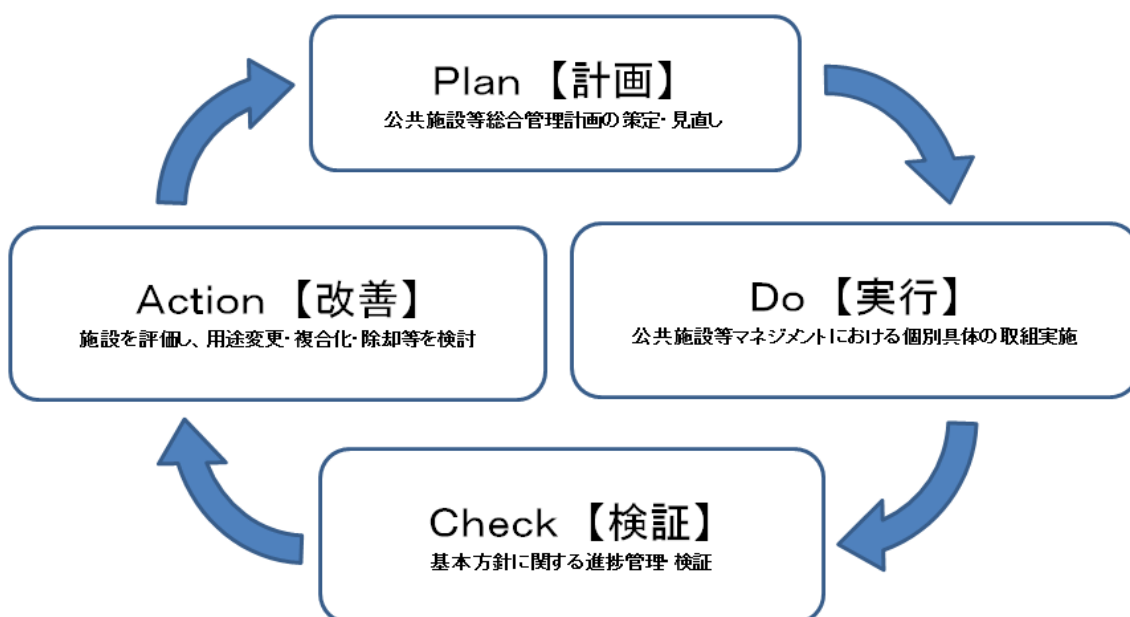 Plan 【計画】
公共施設等総合管理計画の策定・見直し
Action 【改善】
施設を評価し、用途変更・複合化・除却等を検討
Do 【実行】
公共施設等マネジメントにおける個別具体の取組実施
Check 【検証】
基本方針に関する進捗管理・検証